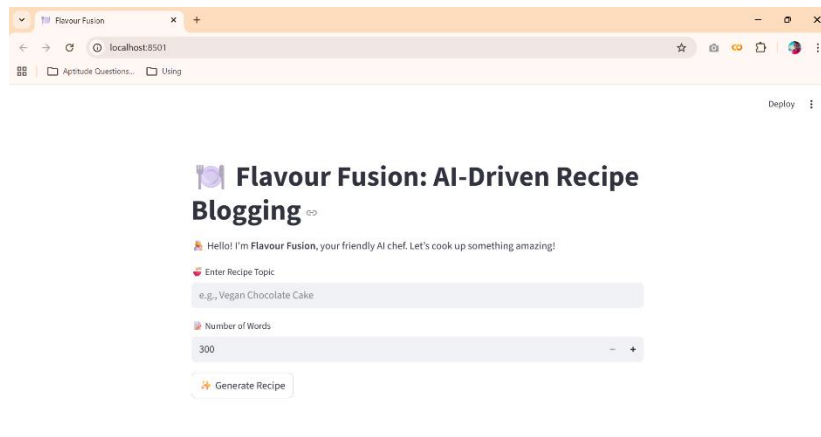 Flavour Fusion
localhost:8501
Aptitude Questions... Using
Deploy
Flavour Fusion: AI-Driven Recipe
Blogging
Hello! I'm Flavour Fusion, your friendly AI chef. Let's cook up something amazing!
Enter Recipe Topic
e.g., Vegan Chocolate Cake
Number of Words
300
Generate Recipe